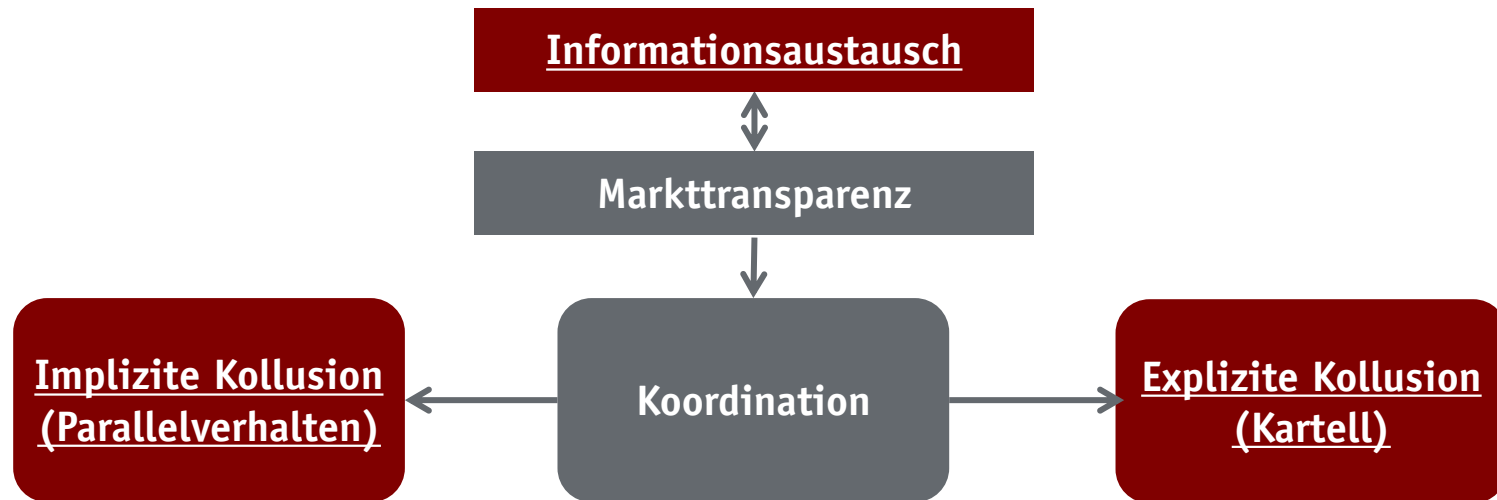 Informationsaustausch
Markttransparenz
Implizite Kollusion
(Parallelverhalten)
Koordination
Explizite Kollusion
(Kartell)